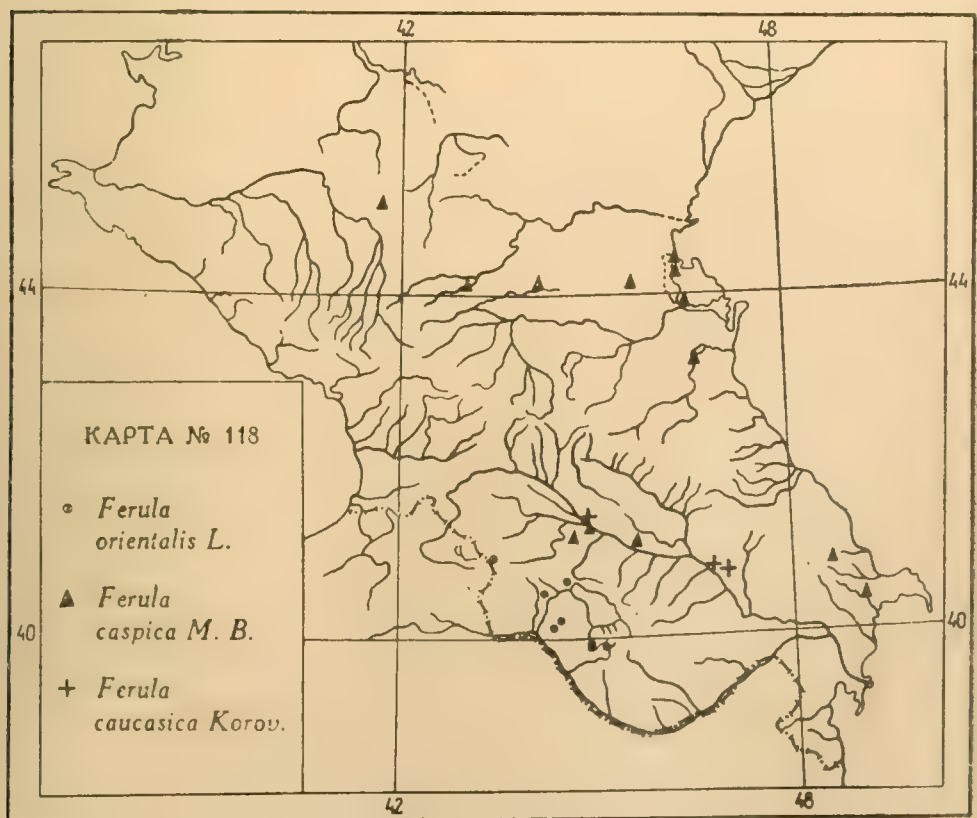 42
48
44
44
КАРТА № 118
Ferula
orientalis L.
Ferula
caspica M. B.
40
40
Ferula
caucasica Korov.
42
48